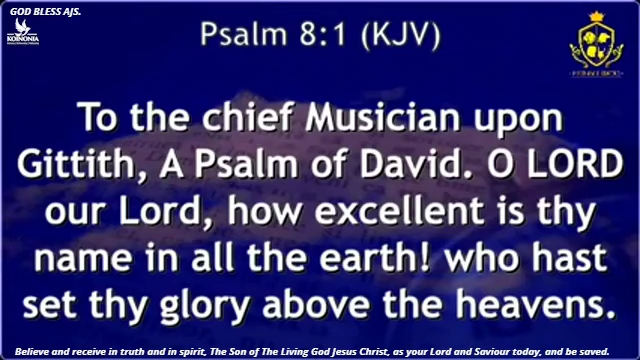 GOD BLESS AJS.
KOINONIA
Psalm 8:1 (KJV)
To the chief Musician upon
Gittith, A Psalm of David. O LORD
our Lord, how excellent is thy
name in all the earth! who hast
set thy glory above the heavens.
Believe and receive in truth and in spirit, The Son of The Living God Jesus Christ, as your Lord and Saviour today, and be saved.